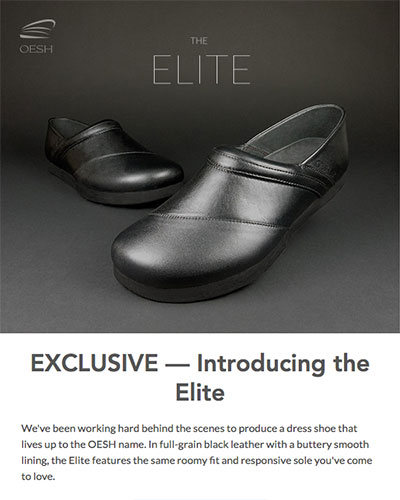 OESH
THE
ELITE
EXCLUSIVE — Introducing the
Elite
We've been working hard behind the scenes to produce a dress shoe that
lives up to the OESH name. In full-grain black leather with a buttery smooth
lining, the Elite features the same roomy fit and responsive sole you've come
to love.